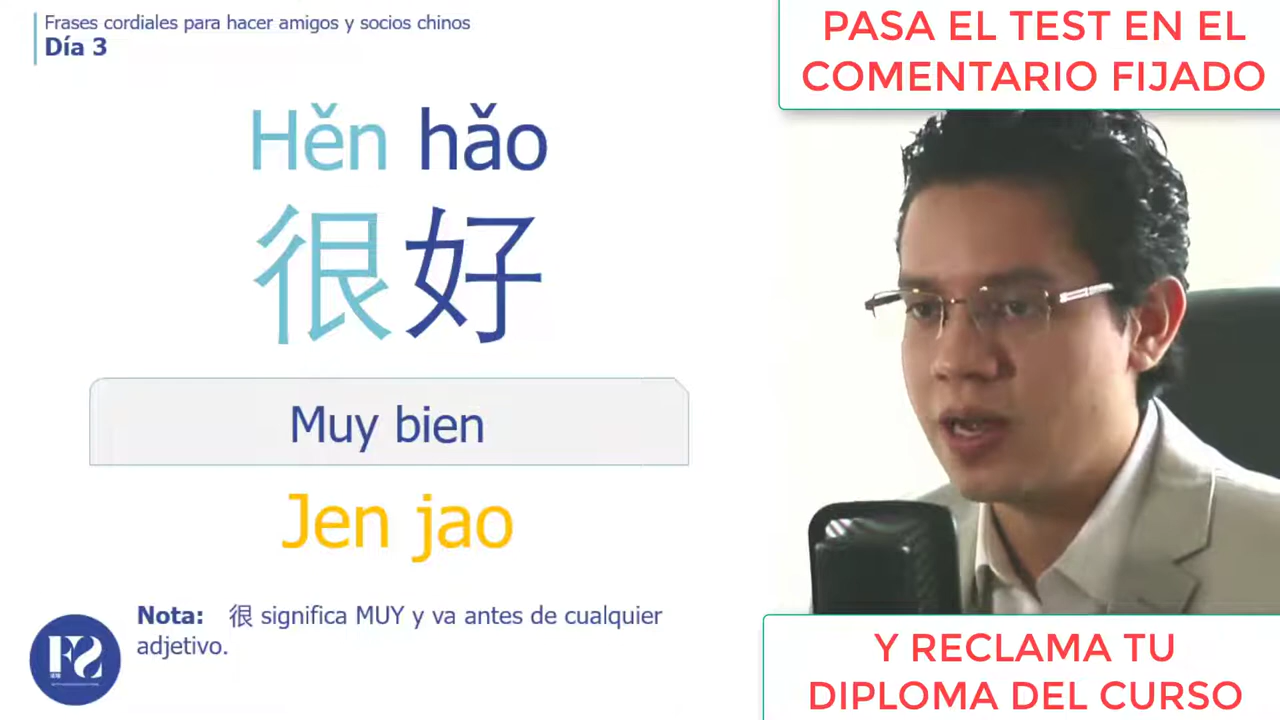 Frases cordiales para hacer amigos y socios chinos
Día 3
Hěn hǎo
很好
Muy bien
Jen jao
Nota: 很 significa MUY y va antes de cualquier
adjetivo.
PASA EL TEST EN EL
COMENTARIO FIJADO
Y RECLAMA TU
DIPLOMA DEL CURSO